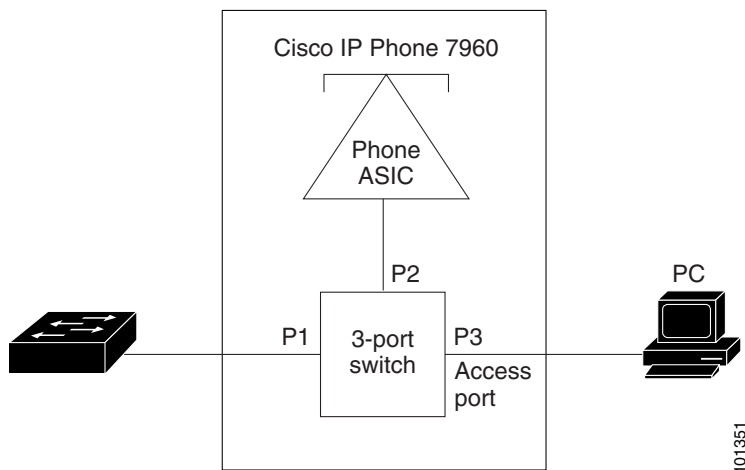 Cisco IP Phone 7960
Phone
ASIC
P2
PC
P1
3-port
switch
P3
Access
port
101351